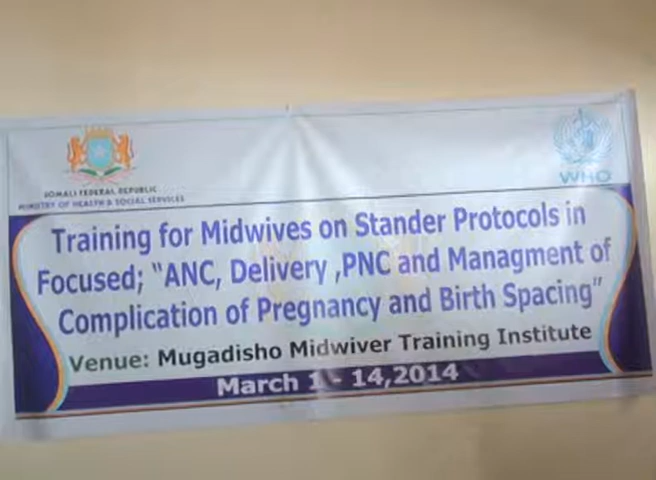 SOMALI FEDERAL REPUBLIC
MINISTRY OF HEALTH & SOCIAL SERVICES
WHO
Training for Midwives on Stander Protocols in
Focused; "ANC, Delivery ,PNC and Managment of
Complication of Pregnancy and Birth Spacing"
Venue: Mugadisho Midwiver Training Institute
March 1 - 14,2014